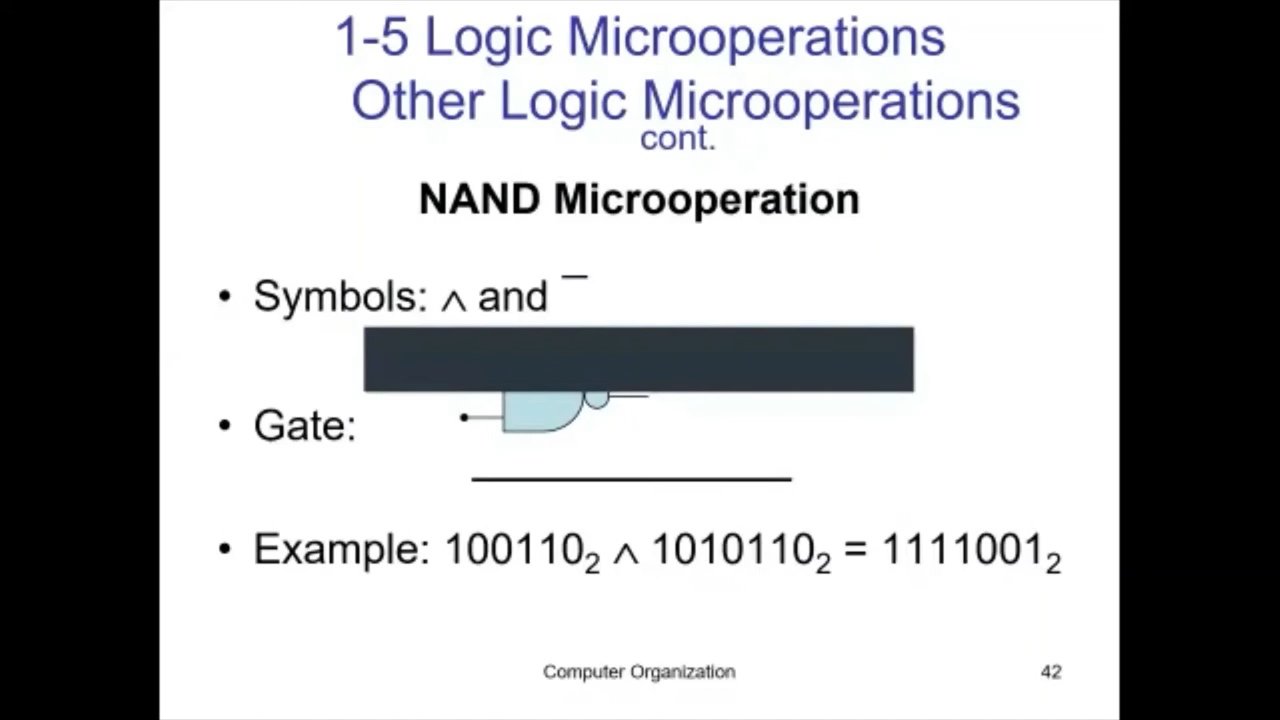 1-5 Logic Microoperations
Other Logic Microoperations
cont.
NAND Microoperation
• Symbols: ∧ and ¯
• Gate:
• Example: 100110₂ ∧ 1010110₂ = 1111001₂
Computer Organization 42